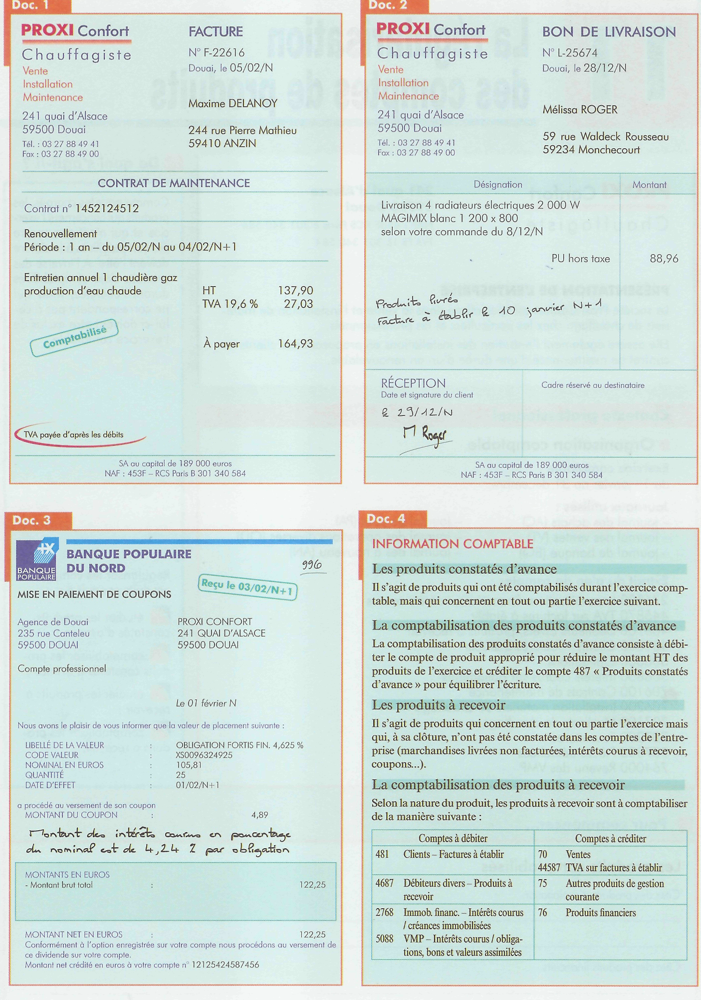 Doc. 1
PROXI Confort
Chauffagiste
Vente
Installation
Maintenance
241 quai d'Alsace
59500 Douai
Tél. : 03 27 88 49 41
Fax : 03 27 88 49 00
FACTURE
N° F-22616
Douai, le 05/02/N
Maxime DELANOY
244 rue Pierre Mathieu
59410 ANZIN
CONTRAT DE MAINTENANCE
Contrat n° 1452124512
Renouvellement
Période : 1 an – du 05/02/N au 04/02/N+1
Entretien annuel 1 chaudière gaz
production d'eau chaude
HT 137,90
TVA 19,6 % 27,03
Comptabilisé
À payer 164,93
TVA payée d'après les débits
SA au capital de 189 000 euros
NAF : 453F – RCS Paris B 301 340 584
Doc. 2
PROXI Confort
Chauffagiste
Vente
Installation
Maintenance
241 quai d'Alsace
59500 Douai
Tél. : 03 27 88 49 41
Fax : 03 27 88 49 00
BON DE LIVRAISON
N° L-25674
Douai, le 28/12/N
Mélissa ROGER
59 rue Waldeck Rousseau
59234 Monchecourt
Désignation Montant
Livraison 4 radiateurs électriques 2 000 W
MAGIMIX blanc 1 200 x 800
selon votre commande du 8/12/N
PU hors taxe 88,96
Produits livrés
Facture à établir le 10 janvier N+1
RÉCEPTION
Date et signature du client
le 29/12/N
M Roger
Cadre réservé au destinataire
SA au capital de 189 000 euros
NAF : 453F – RCS Paris B 301 340 584
Doc. 3
BANQUE POPULAIRE
BANQUE POPULAIRE
DU NORD
996
Reçu le 03/02/N+1
MISE EN PAIEMENT DE COUPONS
Agence de Douai
235 rue Canteleu
59500 DOUAI
PROXI CONFORT
241 QUAI D'ALSACE
59500 DOUAI
Compte professionnel
Le 01 février N
Nous avons le plaisir de vous informer que la valeur de placement suivante :
LIBELLÉ DE LA VALEUR : OBLIGATION FORTIS FIN. 4,625 %
CODE VALEUR : XS0096324925
NOMINAL EN EUROS : 105,81
QUANTITÉ : 25
DATE D'EFFET : 01/02/N+1
a procédé au versement de son coupon
MONTANT DU COUPON : 4,89
Montant des intérêts courus en pourcentage
du nominal est de 4,24 % par obligation
MONTANTS EN EUROS
- Montant brut total : 122,25
MONTANT NET EN EUROS : 122,25
Conformément à l'option enregistrée sur votre compte nous procédons au versement de
ce dividende sur votre compte.
Montant net crédité en euros à votre compte n° 12125424587456
Doc. 4
INFORMATION COMPTABLE
Les produits constatés d'avance
Il s'agit de produits qui ont été comptabilisés durant l'exercice comp-
table, mais qui concernent en tout ou partie l'exercice suivant.
La comptabilisation des produits constatés d'avance
La comptabilisation des produits constatés d'avance consiste à débi-
ter le compte de produit approprié pour réduire le montant HT des
produits de l'exercice et créditer le compte 487 « Produits constatés
d'avance » pour équilibrer l'écriture.
Les produits à recevoir
Il s'agit de produits qui concernent en tout ou partie l'exercice mais
qui, à sa clôture, n'ont pas été constatée dans les comptes de l'entre-
prise (marchandises livrées non facturées, intérêts courus à recevoir,
coupons...).
La comptabilisation des produits à recevoir
Selon la nature du produit, les produits à recevoir sont à comptabiliser
de la manière suivante :
Comptes à débiter Comptes à créditer
481 Clients – Factures à établir 70 Ventes
44587 TVA sur factures à établir
4687 Débiteurs divers – Produits à 75 Autres produits de gestion
recevoir courante
2768 Immob. financ. – Intérêts courus 76 Produits financiers
/ créances immobilisées
5088 VMP – Intérêts courus / obliga-
tions, bons et valeurs assimilées